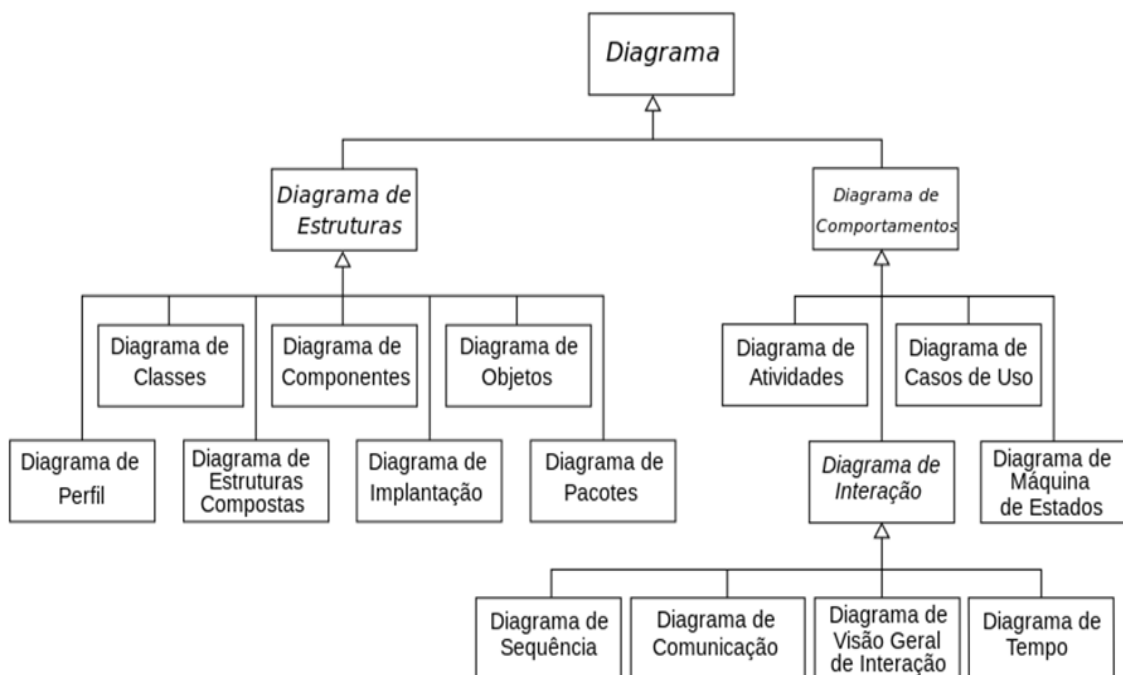 Diagrama
Diagrama de
Estruturas
Diagrama de
Comportamentos
Diagrama de
Classes
Diagrama de
Componentes
Diagrama de
Objetos
Diagrama de
Atividades
Diagrama de
Casos de Uso
Diagrama de
Perfil
Diagrama de
Estruturas
Compostas
Diagrama de
Implantação
Diagrama de
Pacotes
Diagrama de
Interação
Diagrama de
Máquina
de Estados
Diagrama de
Sequência
Diagrama de
Comunicação
Diagrama de
Visão Geral
de Interação
Diagrama de
Tempo